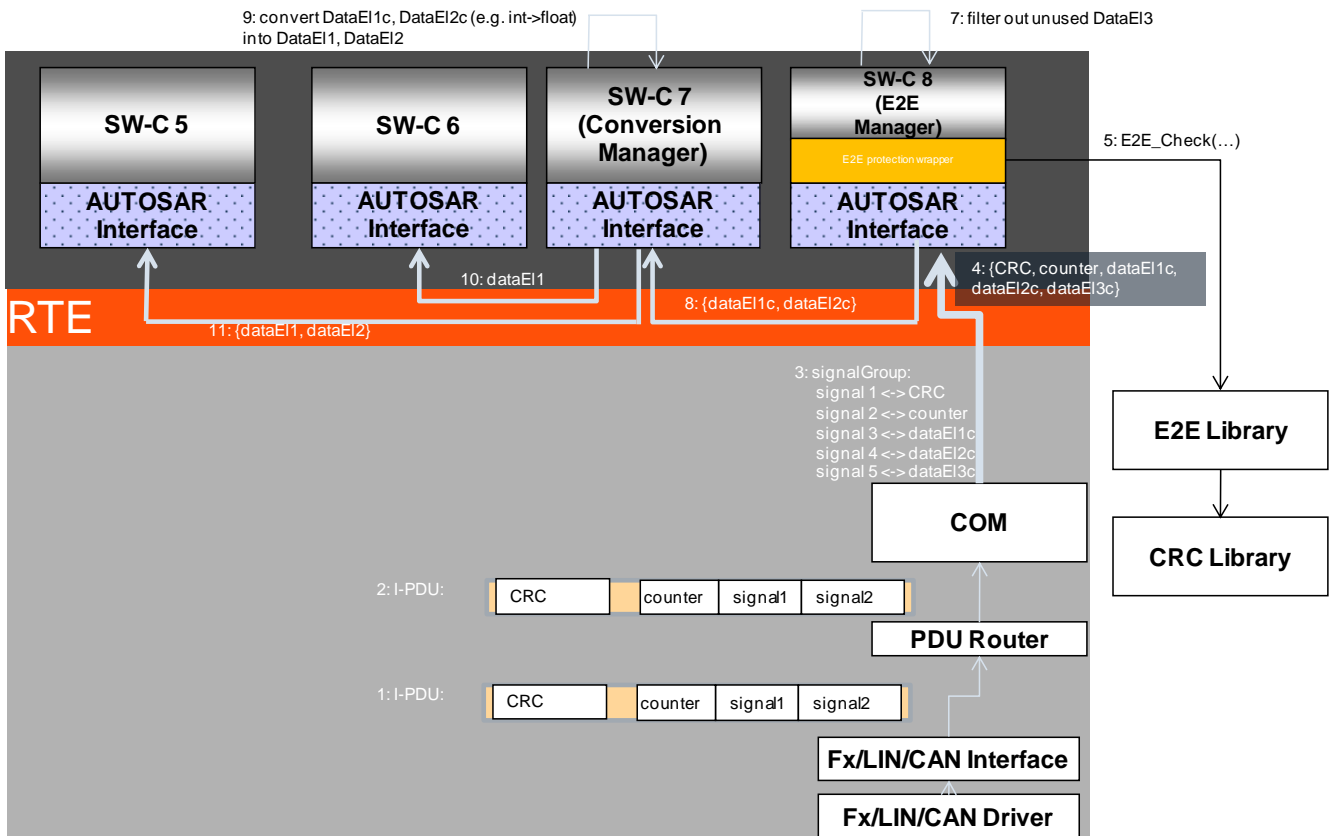 9: convert DataEl1c, DataEl2c (e.g. int->float)
into DataEl1, DataEl2
7: filter out unused DataEl3
SW-C 5
AUTOSAR
Interface
SW-C 6
AUTOSAR
Interface
SW-C 7
(Conversion
Manager)
AUTOSAR
Interface
SW-C 8
(E2E
Manager)
E2E protection wrapper
AUTOSAR
Interface
5: E2E_Check(…)
4: {CRC, counter, dataEl1c,
dataEl2c, dataEl3c}
10: dataEl1
8: {dataEl1c, dataEl2c}
RTE
11: {dataEl1, dataEl2}
3: signalGroup:
signal 1 <-> CRC
signal 2 <-> counter
signal 3 <-> dataEl1c
signal 4 <-> dataEl2c
signal 5 <-> dataEl3c
E2E Library
COM
CRC Library
2: I-PDU:
CRC
counter
signal1
signal2
PDU Router
1: I-PDU:
CRC
counter
signal1
signal2
Fx/LIN/CAN Interface
Fx/LIN/CAN Driver